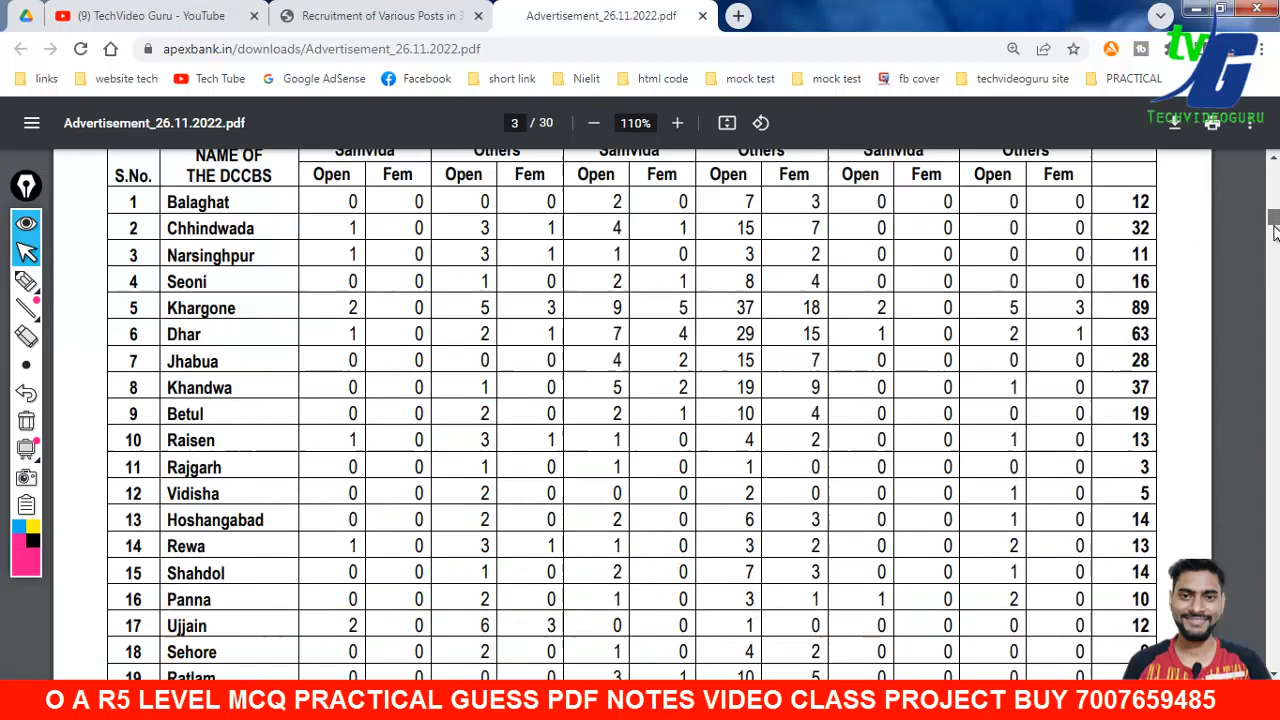 (9) TechVideo Guru - YouTube
Recruitment of Various Posts in 3
Advertisement_26.11.2022.pdf
apexbank.in/downloads/Advertisement_26.11.2022.pdf
links website tech Tech Tube Google AdSense Facebook short link Nielit html code mock test mock test fb cover techvideoguru site PRACTICAL
tvG
TECHVIDEOGURU
Advertisement_26.11.2022.pdf 3 / 30 110%
NAME OF Samvida Others Samvida Others Samvida Others
S.No. THE DCCBS Open Fem Open Fem Open Fem Open Fem Open Fem Open Fem
1 Balaghat 0 0 0 0 2 0 7 3 0 0 0 0 12
2 Chhindwada 1 0 3 1 4 1 15 7 0 0 0 0 32
3 Narsinghpur 1 0 3 1 1 0 3 2 0 0 0 0 11
4 Seoni 0 0 1 0 2 1 8 4 0 0 0 0 16
5 Khargone 2 0 5 3 9 5 37 18 2 0 5 3 89
6 Dhar 1 0 2 1 7 4 29 15 1 0 2 1 63
7 Jhabua 0 0 0 0 4 2 15 7 0 0 0 0 28
8 Khandwa 0 0 1 0 5 2 19 9 0 0 1 0 37
9 Betul 0 0 2 0 2 1 10 4 0 0 0 0 19
10 Raisen 1 0 3 1 1 0 4 2 0 0 1 0 13
11 Rajgarh 0 0 1 0 1 0 1 0 0 0 0 0 3
12 Vidisha 0 0 2 0 0 0 2 0 0 0 1 0 5
13 Hoshangabad 0 0 2 0 2 0 6 3 0 0 1 0 14
14 Rewa 1 0 3 1 1 0 3 2 0 0 2 0 13
15 Shahdol 0 0 1 0 2 0 7 3 0 0 1 0 14
16 Panna 0 0 2 0 1 0 3 1 1 0 2 0 10
17 Ujjain 2 0 6 3 0 0 1 0 0 0 0 0 12
18 Sehore 0 0 2 0 1 0 4 2 0 0 0 0
19 Ratlam 0 0 0 0 3 1 10 5 0 0 0 0
O A R5 LEVEL MCQ PRACTICAL GUESS PDF NOTES VIDEO CLASS PROJECT BUY 7007659485